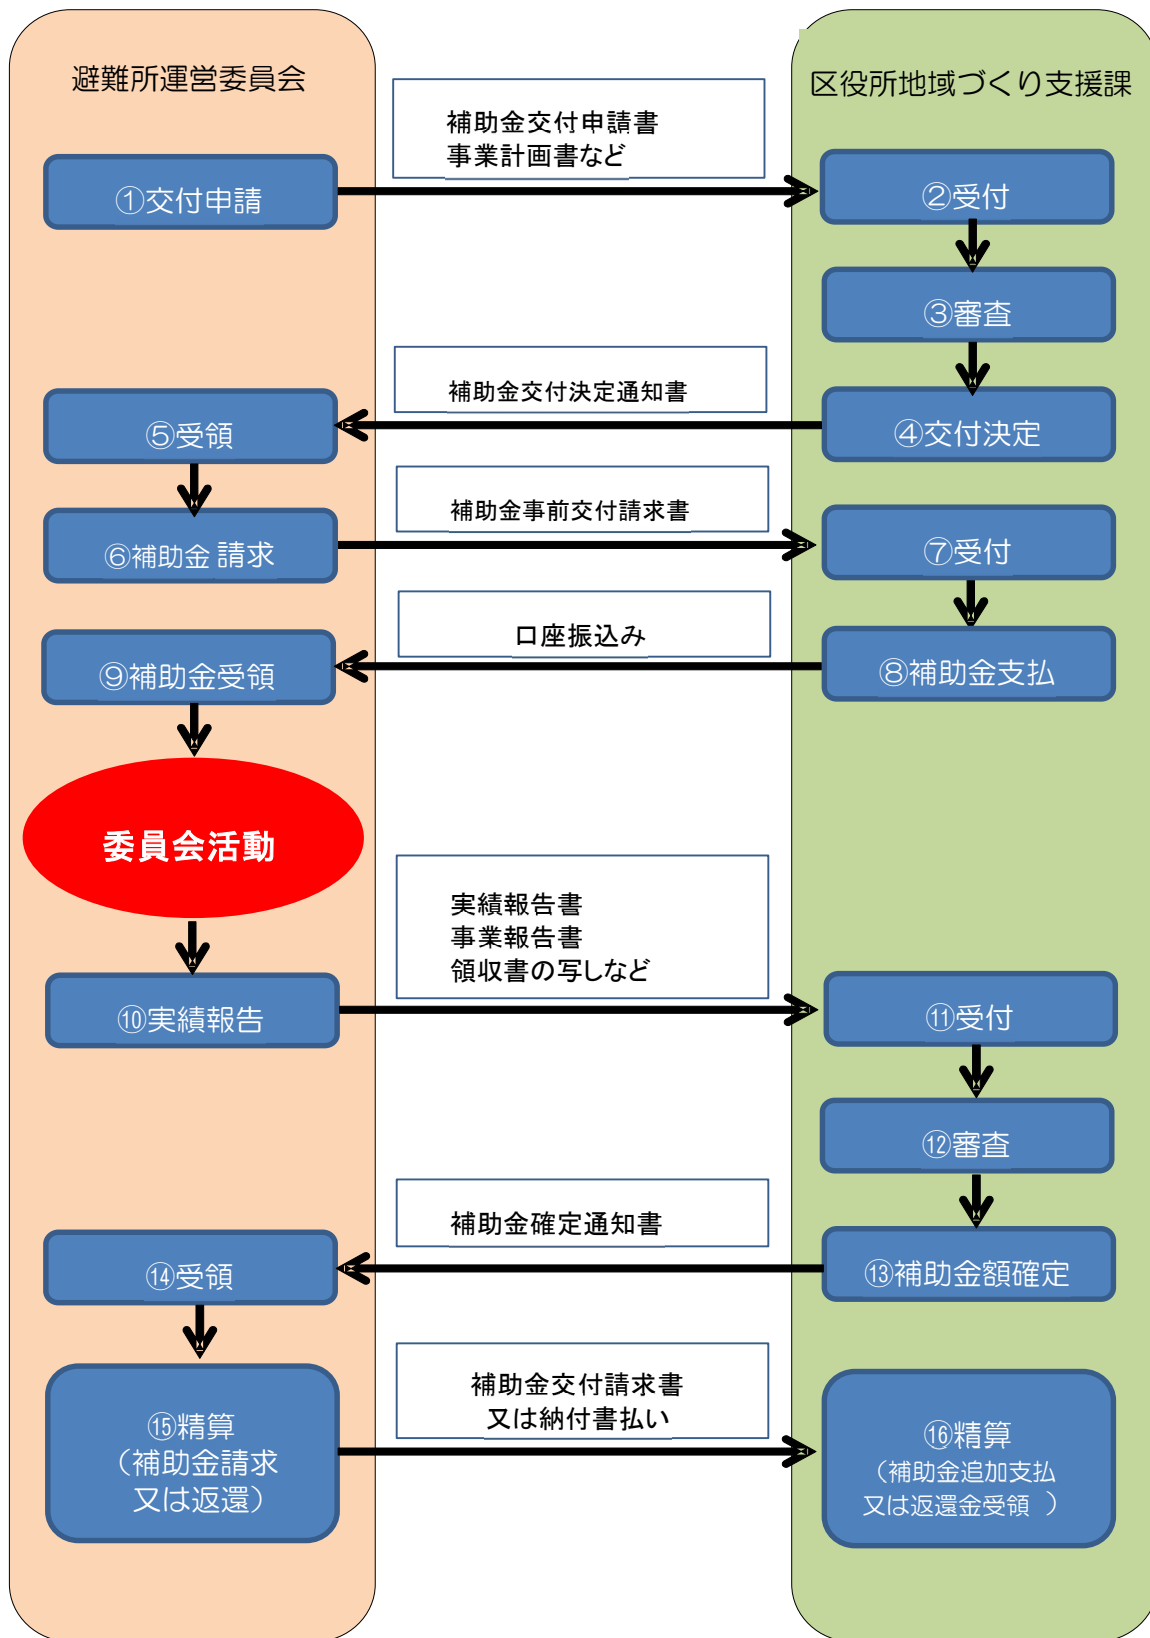 避難所運営委員会
区役所地域づくり支援課
補助金交付申請書
事業計画書など
①交付申請
②受付
③審査
補助金交付決定通知書
④交付決定
⑤受領
補助金事前交付請求書
⑥補助金 請求
⑦受付
口座振込み
⑧補助金支払
⑨補助金受領
委員会活動
実績報告書
事業報告書
領収書の写しなど
⑩実績報告
⑪受付
⑫審査
補助金確定通知書
⑬補助金額確定
⑭受領
補助金交付請求書
又は納付書払い
⑮精算
（補助金請求
又は返還）
⑯精算
（補助金追加支払
又は返還金受領 ）